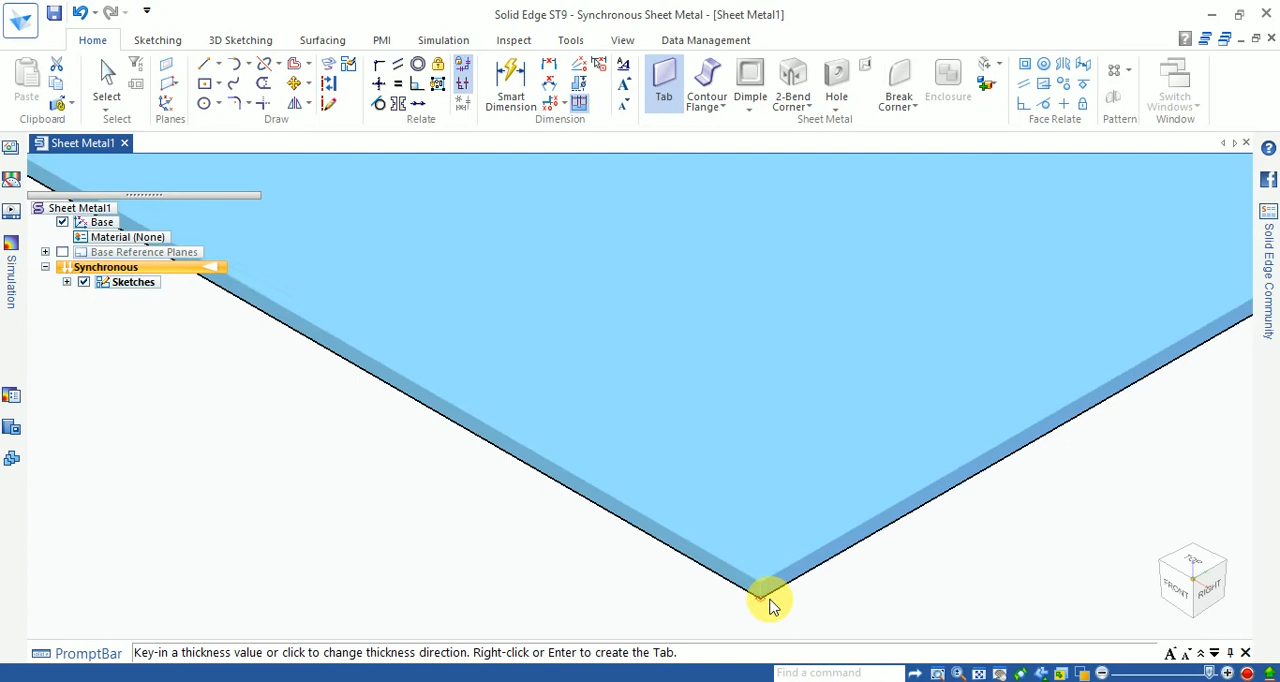 Solid Edge ST9 - Synchronous Sheet Metal - [Sheet Metal1]
Home Sketching 3D Sketching Surfacing PMI Simulation Inspect Tools View Data Management
Paste
Clipboard
Select
Select
Planes
Draw
Relate
Smart
Dimension
Dimension
Tab
Contour
Flange
Dimple
2-Bend
Corner
Hole
Break
Corner
Enclosure
Sheet Metal
Face Relate
Pattern
Switch
Windows
Window
Sheet Metal1
Sheet Metal1
Base
Material (None)
Base Reference Planes
Synchronous
Sketches
Simulation
Solid Edge Community
TOP
FRONT
RIGHT
PromptBar
Key-in a thickness value or click to change thickness direction. Right-click or Enter to create the Tab.
Find a command